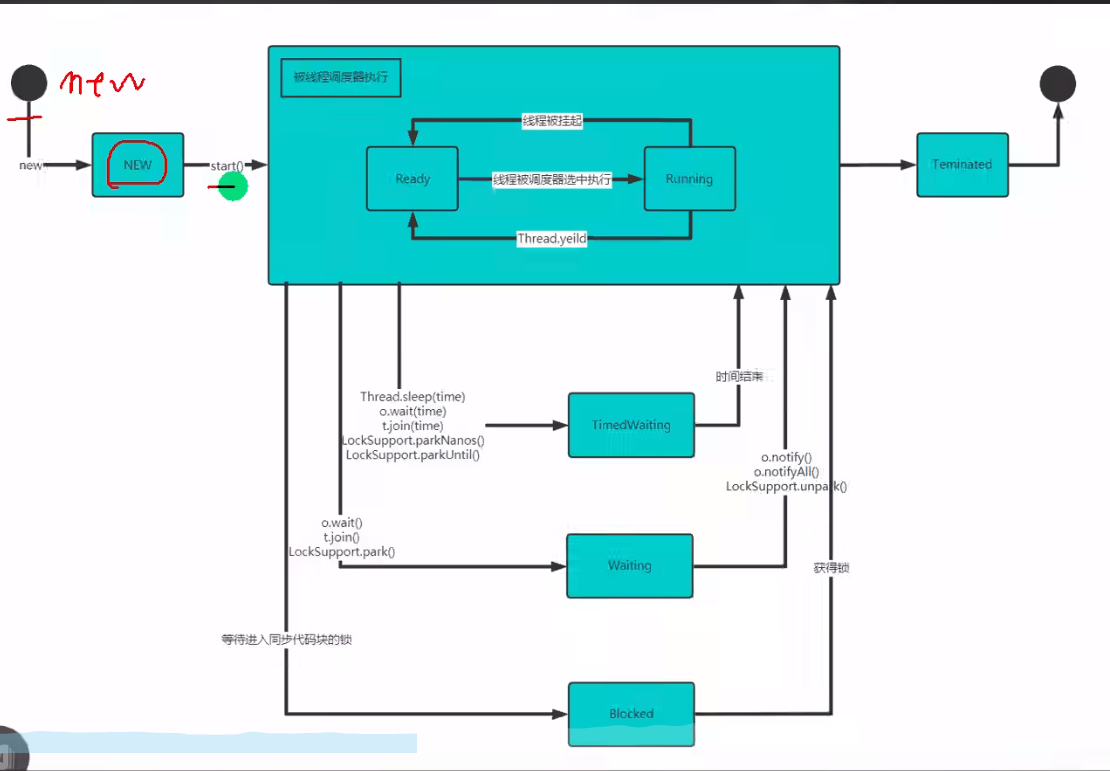 new
被线程调度器执行
线程被挂起
new
NEW
start()
Ready
线程被调度器选中执行
Running
Teminated
Thread.yeild
时间结束
Thread.sleep(time)
o.wait(time)
t.join(time)
LockSupport.parkNanos()
LockSupport.parkUntil()
TimedWaiting
o.notify()
o.notifyAll()
LockSupport.unpark()
o.wait()
t.join()
LockSupport.park()
Waiting
获得锁
等待进入同步代码块的锁
Blocked